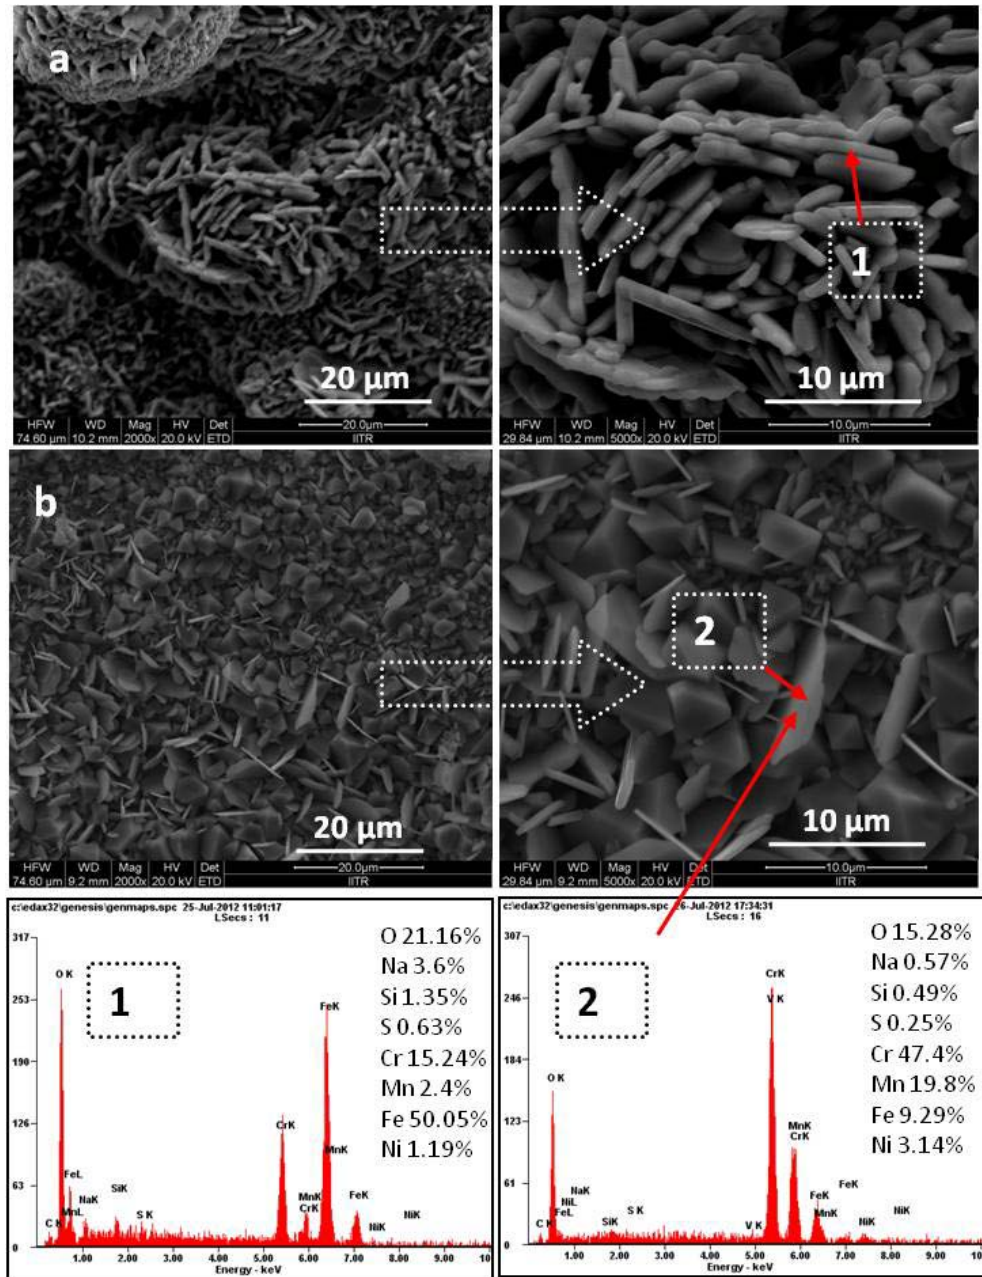 a
20 µm
HFW WD Mag HV Det
74.60 µm 10.2 mm 2000x 20.0 kV ETD
20.0µm
IITR
1
10 µm
HFW WD Mag HV Det
29.84 µm 10.2 mm 5000x 20.0 kV ETD
10.0µm
IITR
b
20 µm
HFW WD Mag HV Det
74.60 µm 9.2 mm 2000x 20.0 kV ETD
20.0µm
IITR
2
10 µm
HFW WD Mag HV Det
29.84 µm 9.2 mm 5000x 20.0 kV ETD
10.0µm
IITR
c:\edax32\genesis\genmaps.spc 25-Jul-2012 11:01:17
LSecs : 11
1
O 21.16%
Na 3.6%
Si 1.35%
S 0.63%
Cr 15.24%
Mn 2.4%
Fe 50.05%
Ni 1.19%
317
253
190
126
63
0
O K
FeK
CrK
MnK
FeL
NaK
SiK
MnK
CrK
FeK
C K
MnL
S K
NiK
NiK
1.00 2.00 3.00 4.00 5.00 6.00 7.00 8.00 9.00 10
Energy - keV
c:\edax32\genesis\genmaps.spc 26-Jul-2012 17:34:31
LSecs : 16
2
O 15.28%
Na 0.57%
Si 0.49%
S 0.25%
Cr 47.4%
Mn 19.8%
Fe 9.29%
Ni 3.14%
307
246
184
123
61
0
CrK
V K
O K
MnK
CrK
NaK
NiL
FeL
C K
SiK
S K
V K
FeK
FeK
MnK
NiK
NiK
1.00 2.00 3.00 4.00 5.00 6.00 7.00 8.00 9.00 10
Energy - keV